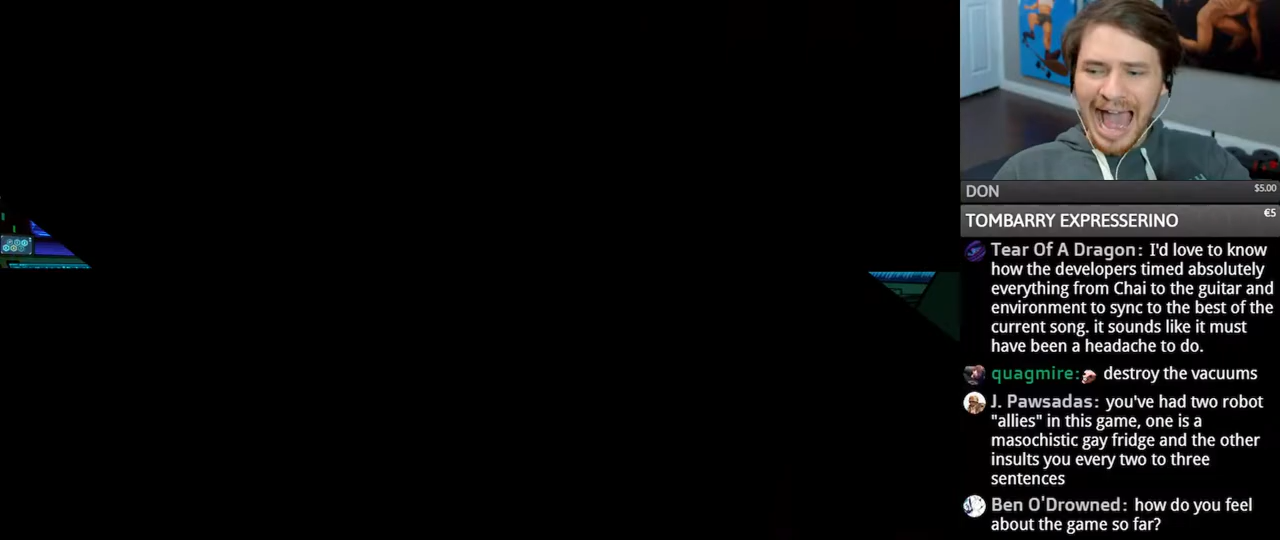 DON
$5.00
TOMBARRY EXPRESSERINO
€5
Tear Of A Dragon: I'd love to know
how the developers timed absolutely
everything from Chai to the guitar and
environment to sync to the best of the
current song. it sounds like it must
have been a headache to do.
quagmire: destroy the vacuums
J. Pawsadas: you've had two robot
"allies" in this game, one is a
masochistic gay fridge and the other
insults you every two to three
sentences
Ben O'Drowned: how do you feel
about the game so far?